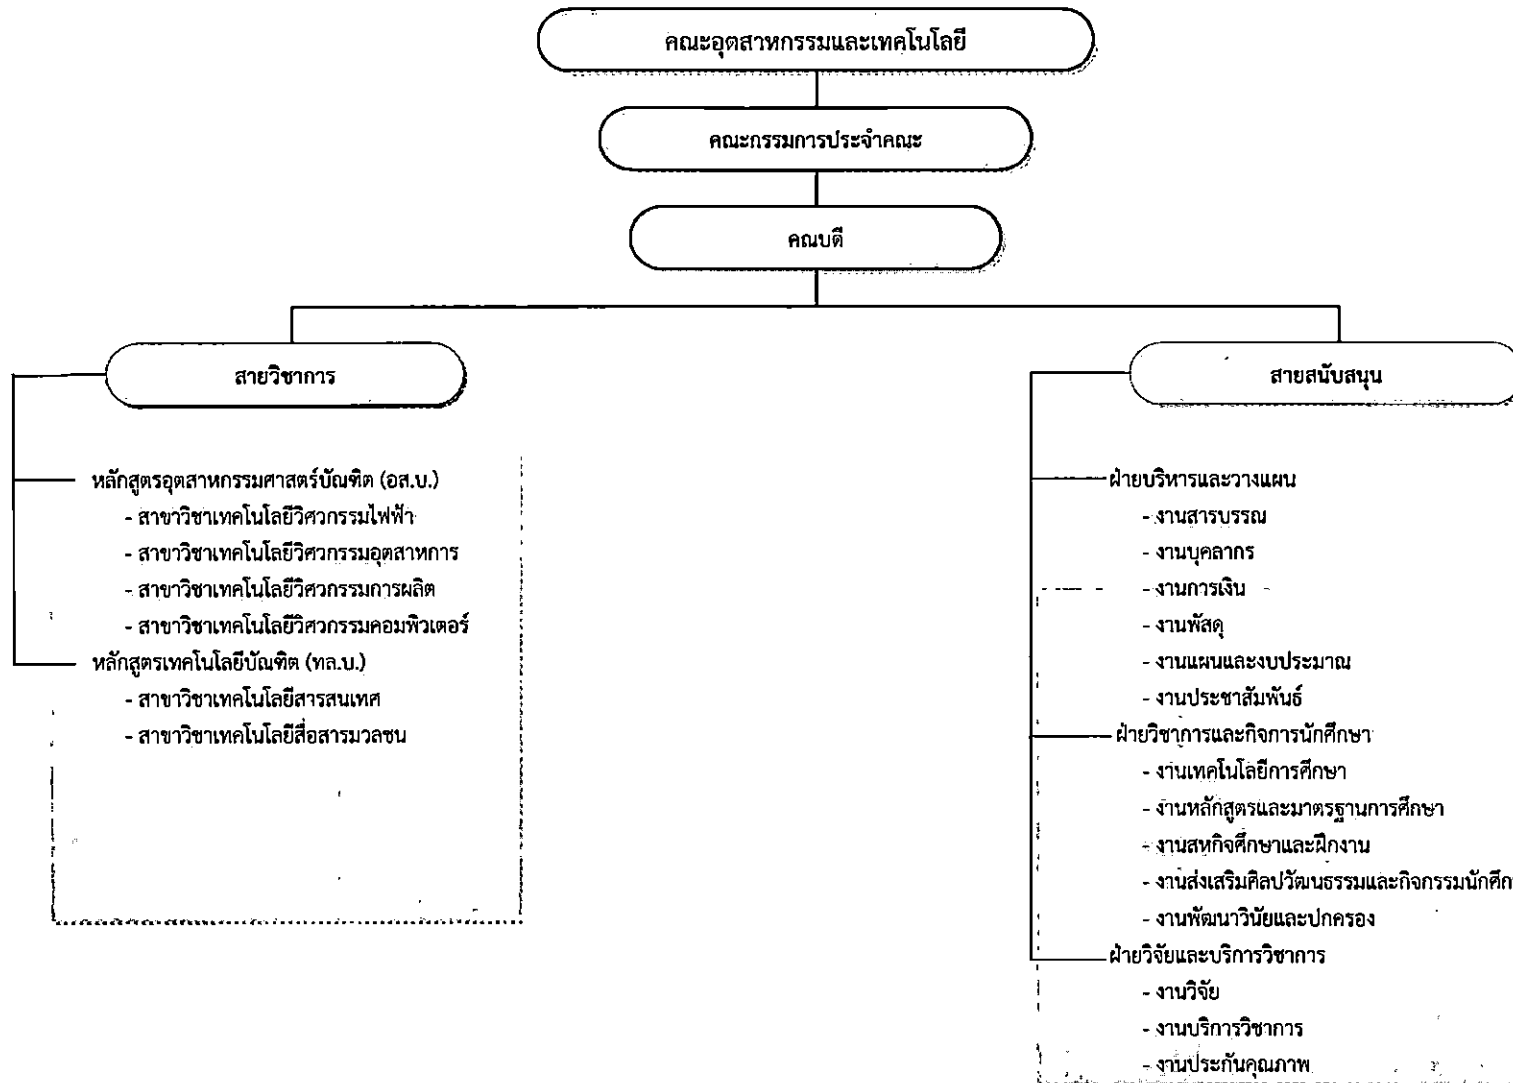 คณะอุตสาหกรรมและเทคโนโลยี
คณะกรรมการประจำคณะ
คณบดี
สายวิชาการ
หลักสูตรอุตสาหกรรมศาสตร์บัณฑิต (อส.บ.)
- สาขาวิชาเทคโนโลยีวิศวกรรมไฟฟ้า
- สาขาวิชาเทคโนโลยีวิศวกรรมอุตสาหการ
- สาขาวิชาเทคโนโลยีวิศวกรรมการผลิต
- สาขาวิชาเทคโนโลยีวิศวกรรมคอมพิวเตอร์
หลักสูตรเทคโนโลยีบัณฑิต (ทล.บ.)
- สาขาวิชาเทคโนโลยีสารสนเทศ
- สาขาวิชาเทคโนโลยีสื่อสารมวลชน
สายสนับสนุน
ฝ่ายบริหารและวางแผน
- งานสารบรรณ
- งานบุคลากร
- งานการเงิน
- งานพัสดุ
- งานแผนและงบประมาณ
- งานประชาสัมพันธ์
ฝ่ายวิชาการและกิจการนักศึกษา
- งานเทคโนโลยีการศึกษา
- งานหลักสูตรและมาตรฐานการศึกษา
- งานสหกิจศึกษาและฝึกงาน
- งานส่งเสริมศิลปวัฒนธรรมและกิจกรรมนักศึก
- งานพัฒนาวินัยและปกครอง
ฝ่ายวิจัยและบริการวิชาการ
- งานวิจัย
- งานบริการวิชาการ
- งานประกันคุณภาพ